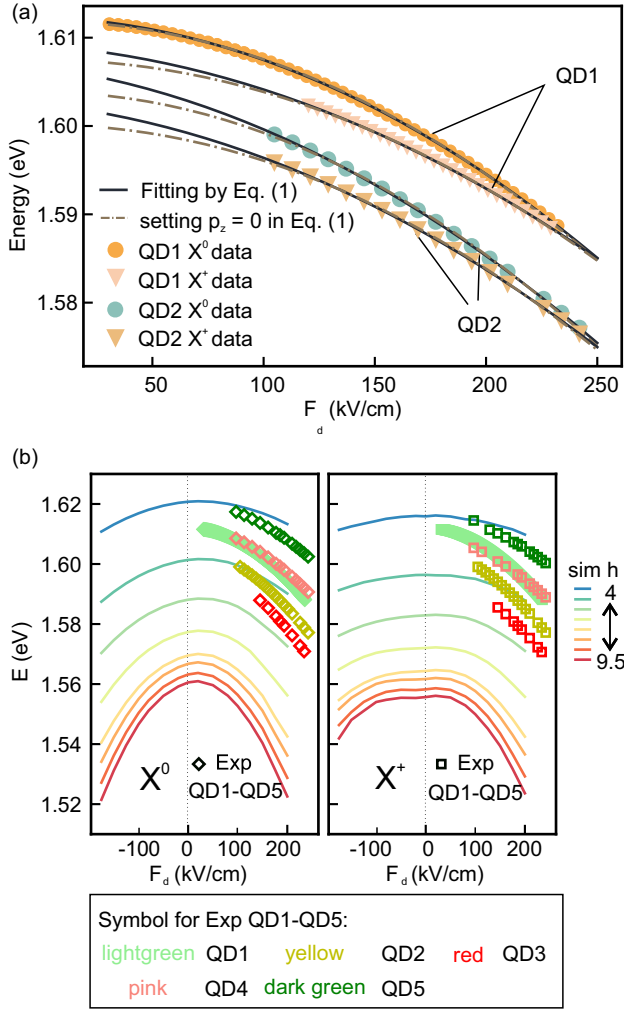 (a)
1.61
1.60
1.59
1.58
Energy (eV)
QD1
QD2
Fitting by Eq. (1)
setting p_z = 0 in Eq. (1)
QD1 X⁰ data
QD1 X⁺ data
QD2 X⁰ data
QD2 X⁺ data
50 100 150 200 250
F_d (kV/cm)
(b)
1.62
1.60
1.58
1.56
1.54
1.52
E (eV)
X⁰
Exp
QD1-QD5
X⁺
Exp
QD1-QD5
sim h
4
9.5
-100 0 100 200
-100 0 100 200
F_d (kV/cm)
F_d (kV/cm)
Symbol for Exp QD1-QD5:
lightgreen QD1 yellow QD2 red QD3
pink QD4 dark green QD5